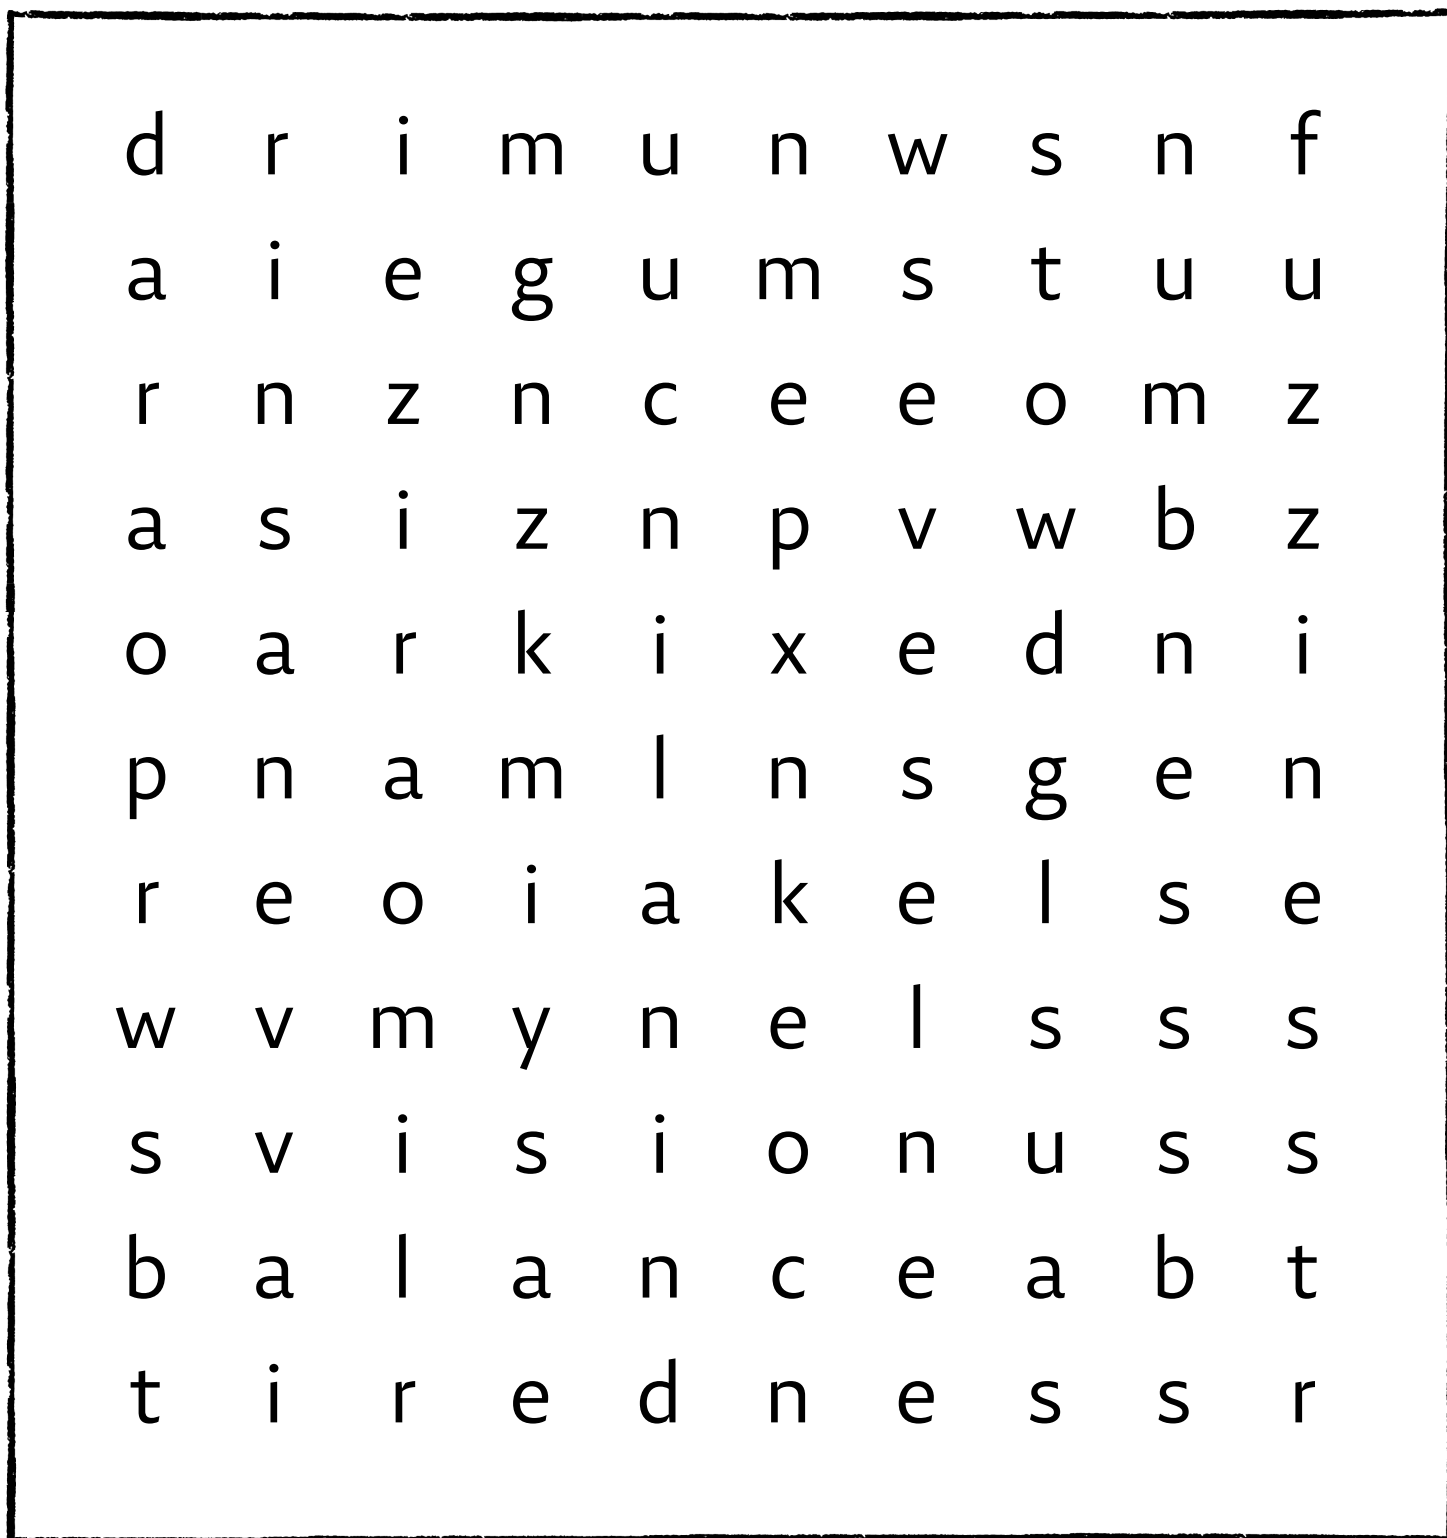 d r i m u n w s n f
a i e g u m s t u u
r n z n c e e o m z
a s i z n p v w b z
o a r k i x e d n i
p n a m l n s g e n
r e o i a k e l s e
w v m y n e l s s s
s v i s i o n u s s
b a l a n c e a b t
t i r e d n e s s r